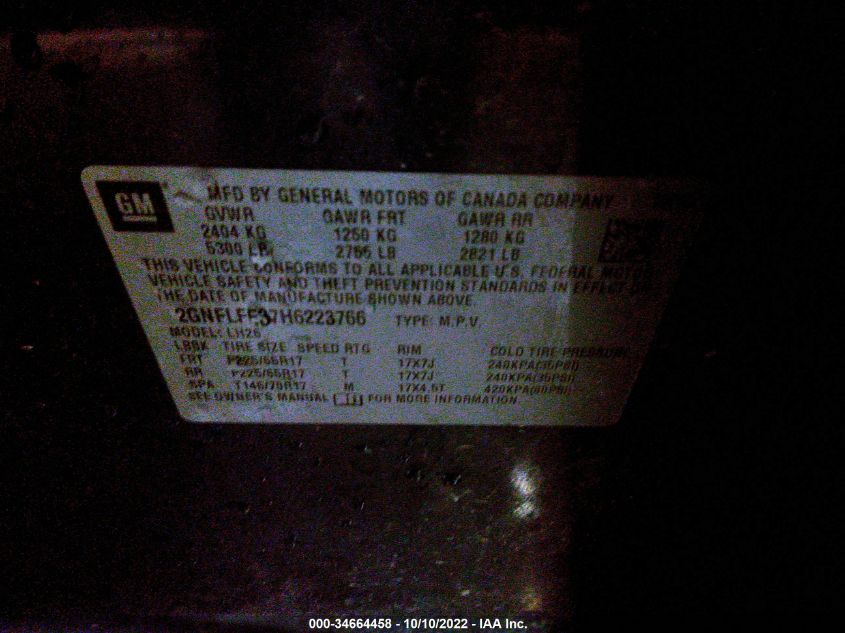 GM MFD BY GENERAL MOTORS OF CANADA COMPANY
GVWR GAWR FRT GAWR RR
2404 KG 1250 KG 1280 KG
5300 LB 2755 LB 2821 LB
THIS VEHICLE CONFORMS TO ALL APPLICABLE U.S. FEDERAL MOTOR
VEHICLE SAFETY AND THEFT PREVENTION STANDARDS IN EFFECT ON
THE DATE OF MANUFACTURE SHOWN ABOVE.
2GNFLFE37H6223766 TYPE: M.P.V.
MODEL: LH26
LRBK TIRE SIZE SPEED RTG RIM COLD TIRE PRESSURE
FRT P225/65R17 T 17X7J 240KPA(35PSI)
RR P225/65R17 T 17X7J 240KPA(35PSI)
SPA T145/70R17 M 17X4.5T 420KPA(60PSI)
SEE OWNER'S MANUAL FOR MORE INFORMATION.
000-34664458 - 10/10/2022 - IAA Inc.